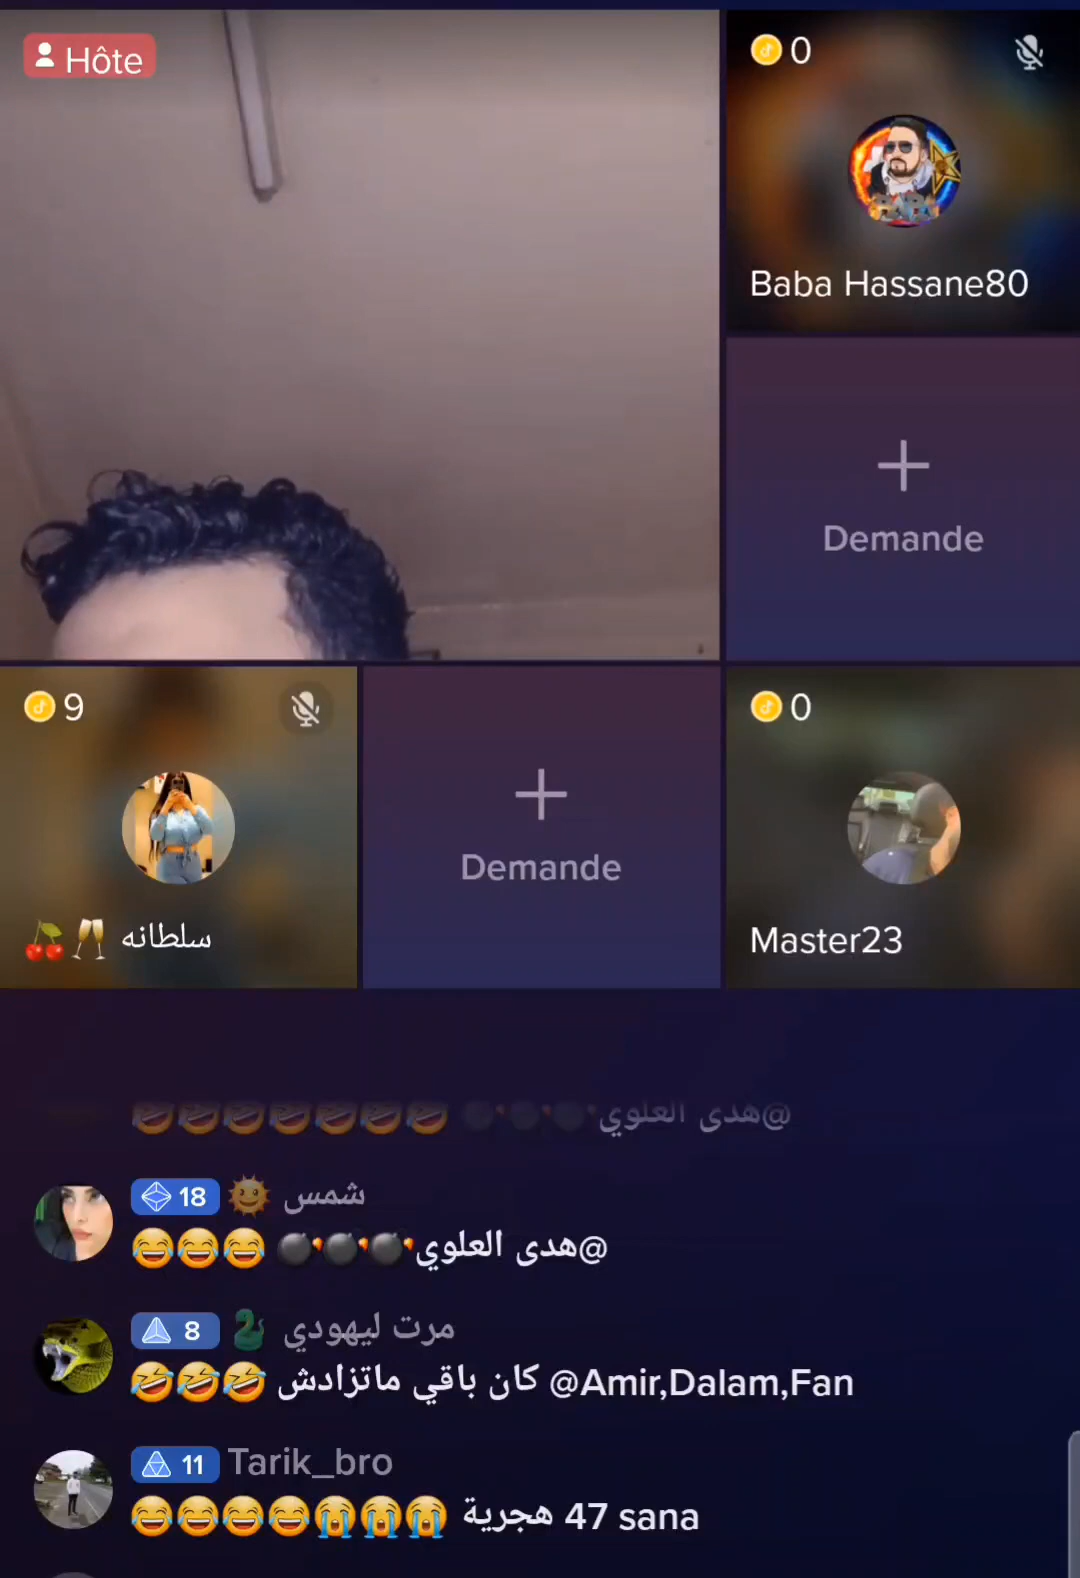 Hôte
0
Baba Hassane80
Demande
9
🍒🥂 سلطانه
Demande
0
Master23
@هدى العلوي💣💣💣 🤣🤣🤣🤣🤣🤣🤣
18 شمس 🌞
@هدى العلوي💣💣💣 😂😂😂
8 مرت ليهودي 🐍
@Amir,Dalam,Fan كان باقي ماتزادش 🤣🤣🤣
11 Tarik_bro
47 sana هجرية 😭😭😭😂😂😂😂